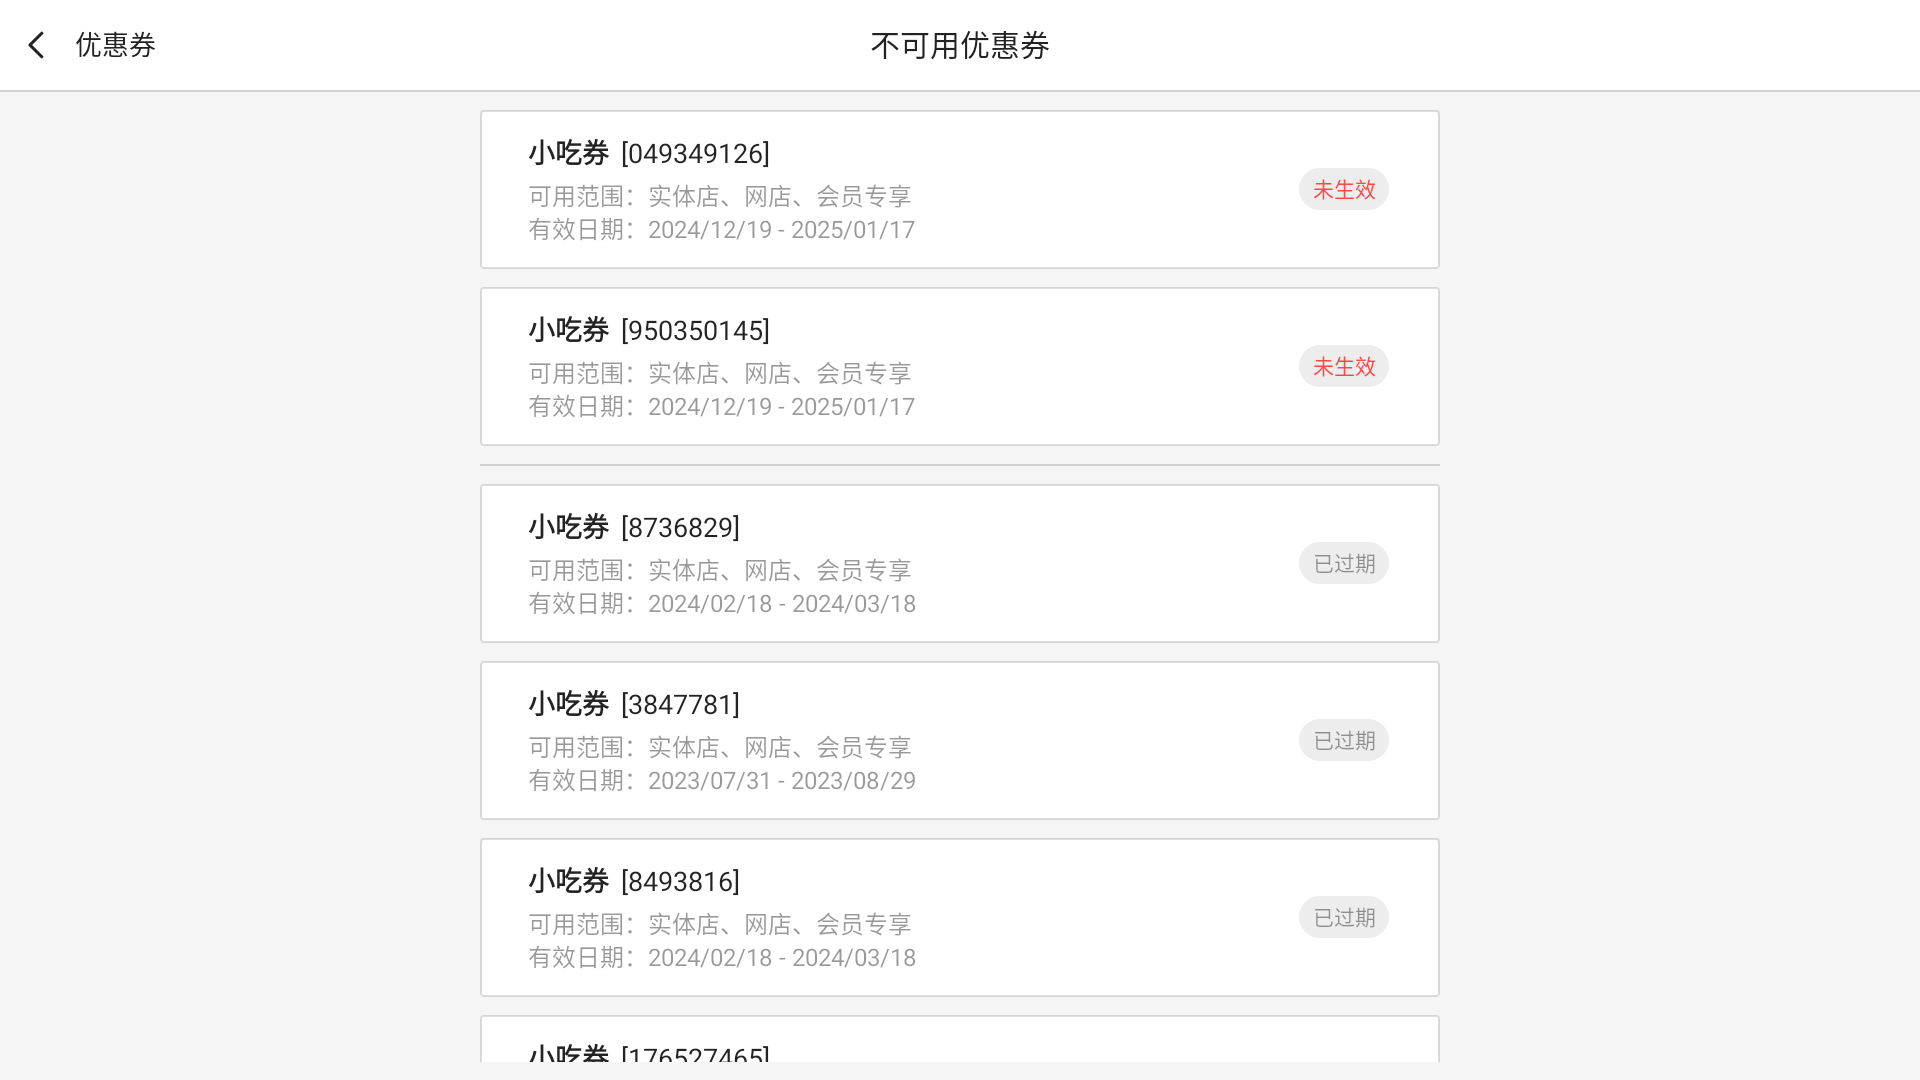 优惠券
不可用优惠券
小吃券 [049349126]
可用范围：实体店、网店、会员专享
有效日期：2024/12/19 - 2025/01/17
未生效
小吃券 [950350145]
可用范围：实体店、网店、会员专享
有效日期：2024/12/19 - 2025/01/17
未生效
小吃券 [8736829]
可用范围：实体店、网店、会员专享
有效日期：2024/02/18 - 2024/03/18
已过期
小吃券 [3847781]
可用范围：实体店、网店、会员专享
有效日期：2023/07/31 - 2023/08/29
已过期
小吃券 [8493816]
可用范围：实体店、网店、会员专享
有效日期：2024/02/18 - 2024/03/18
已过期
小吃券 [176527465]